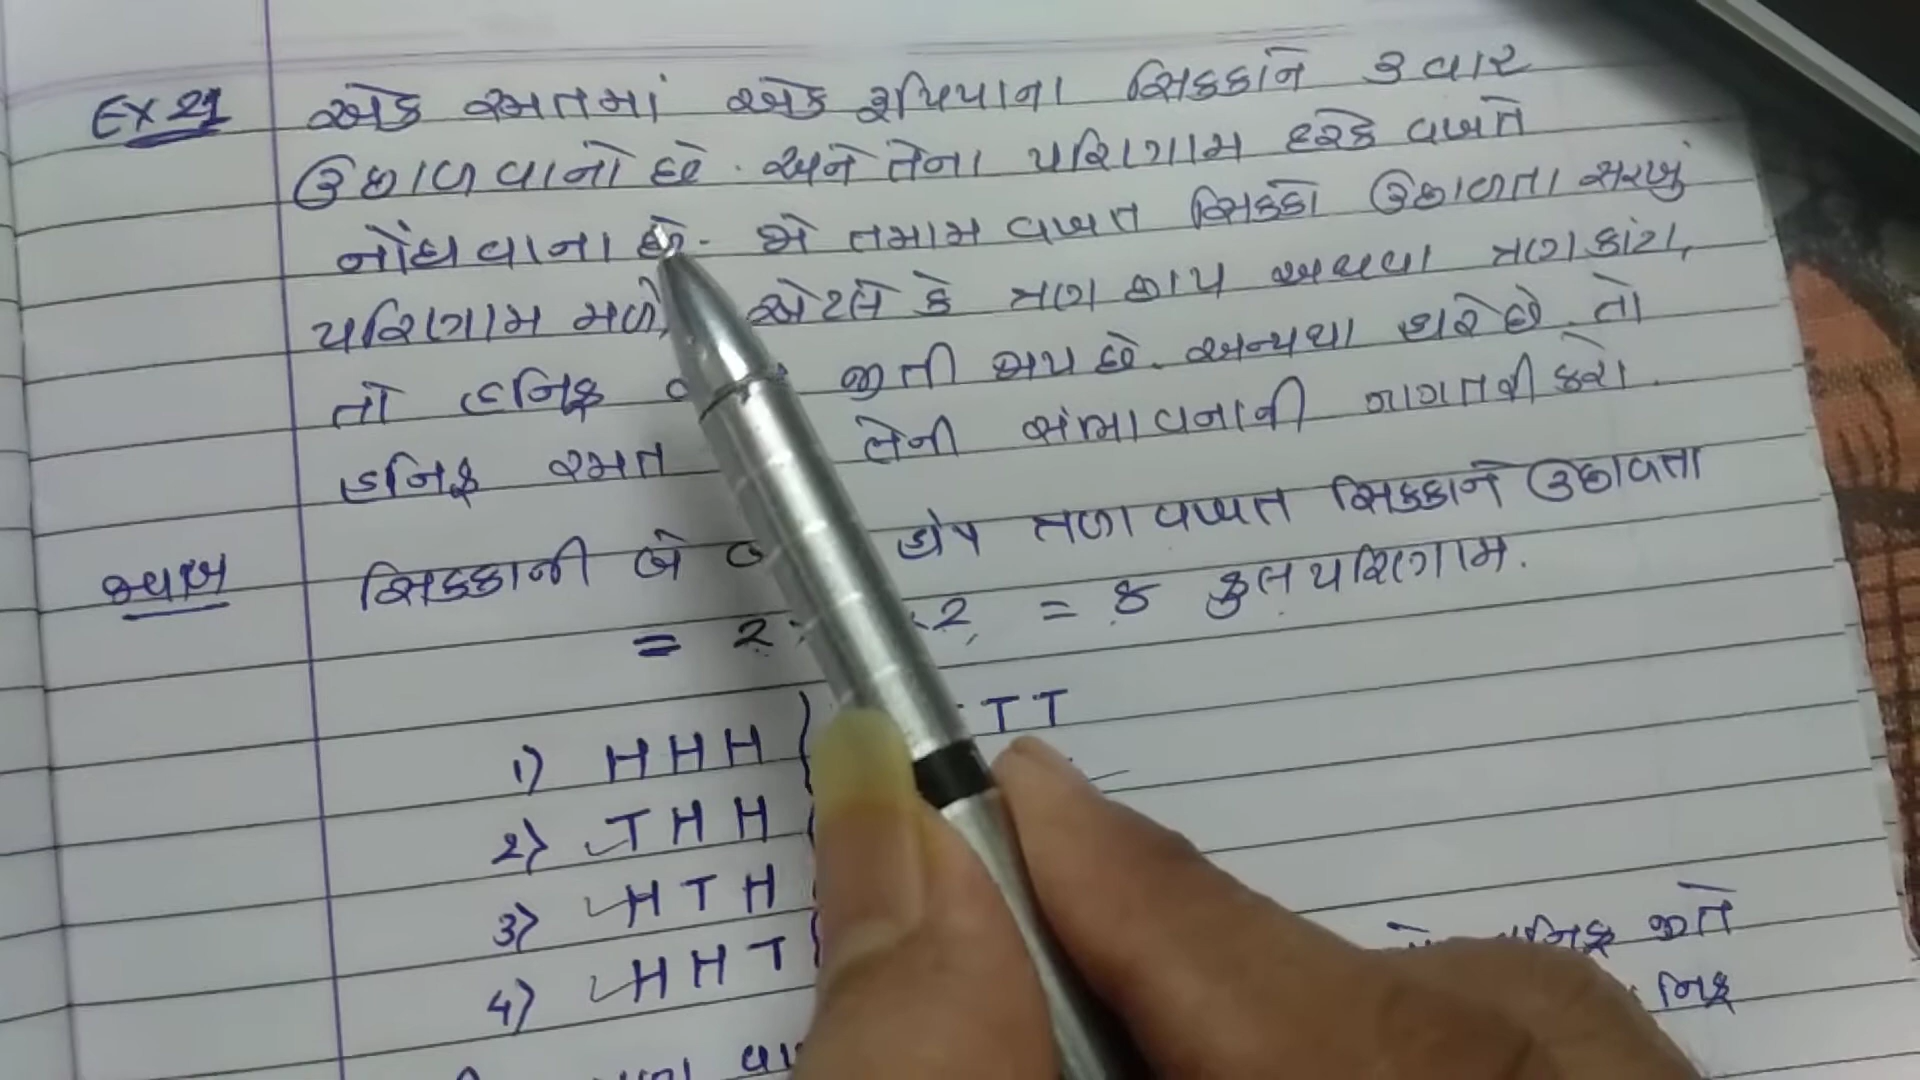 EX 21 એક રમતમાં એક રૂપિયાના સિક્કાને ૩ વાર
ઉછાળવાનો છે. અને તેના પરિણામ દરેક વખતે
નોંધવાના છે. જો તમામ વખત સિક્કો ઉછાળતા સરખું
પરિણામ મળે, એટલે કે ત્રણ છાપ અથવા ત્રણ કાંટા,
તો હનિફ જીતી જાય છે. અન્યથા હારે છે. તો
હનિફ રમત તેની સંભાવનાની ગણતરી કરો.
જવાબ સિક્કાની બે હોય ત્રણ વખત સિક્કાને ઉછાળતા
= 2 2 = 8 કુલ પરિણામ.
1) HHH TT
2) THH
3) HTH
4) HHT
જીતે